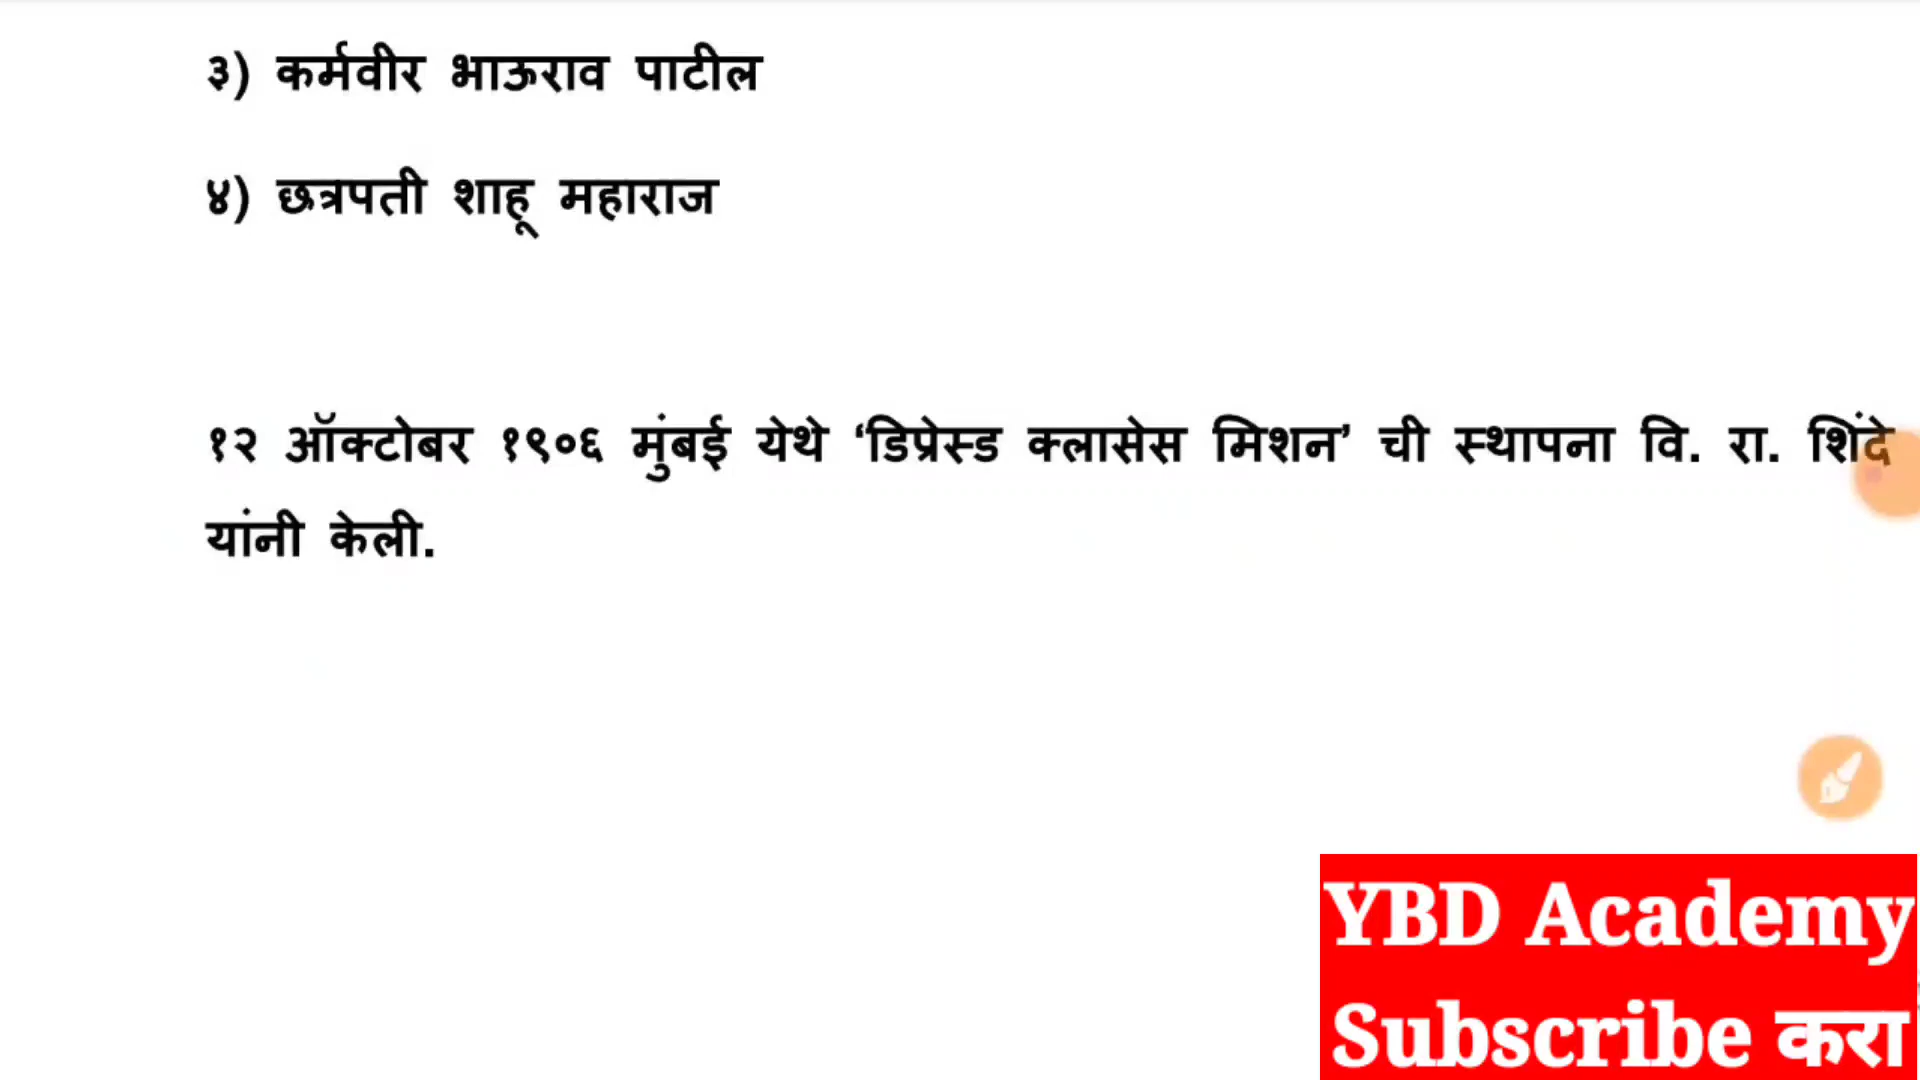 ३) कर्मवीर भाऊराव पाटील
४) छत्रपती शाहू महाराज
१२ ऑक्टोबर १९०६ मुंबई येथे ‘डिप्रेस्ड क्लासेस मिशन’ ची स्थापना वि. रा. शिंदे
यांनी केली.
YBD Academy
Subscribe करा